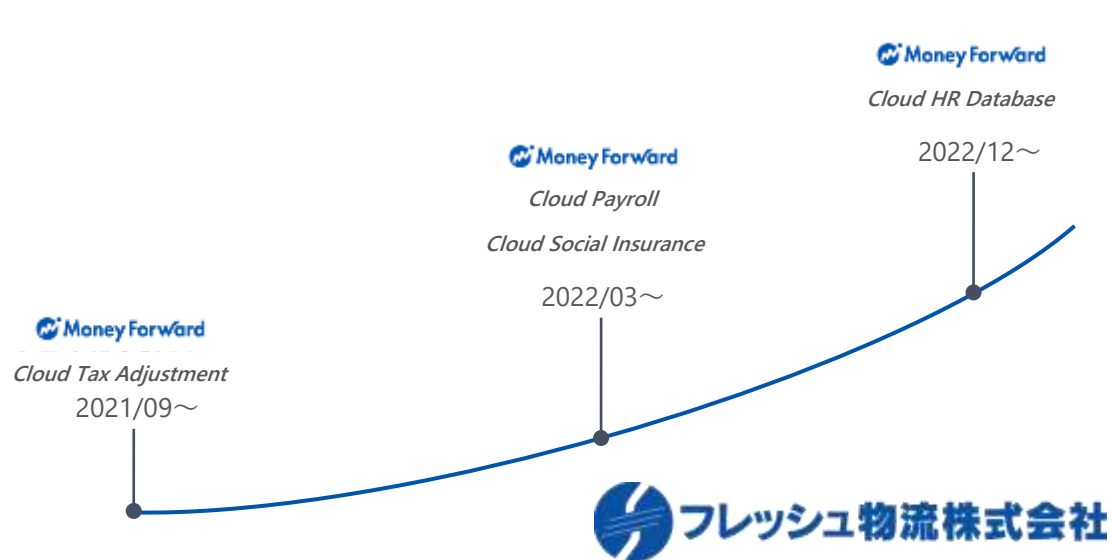 Money Forward
Cloud HR Database
2022/12～
Money Forward
Cloud Payroll
Cloud Social Insurance
2022/03～
Money Forward
Cloud Tax Adjustment
2021/09～
フレッシュ物流株式会社